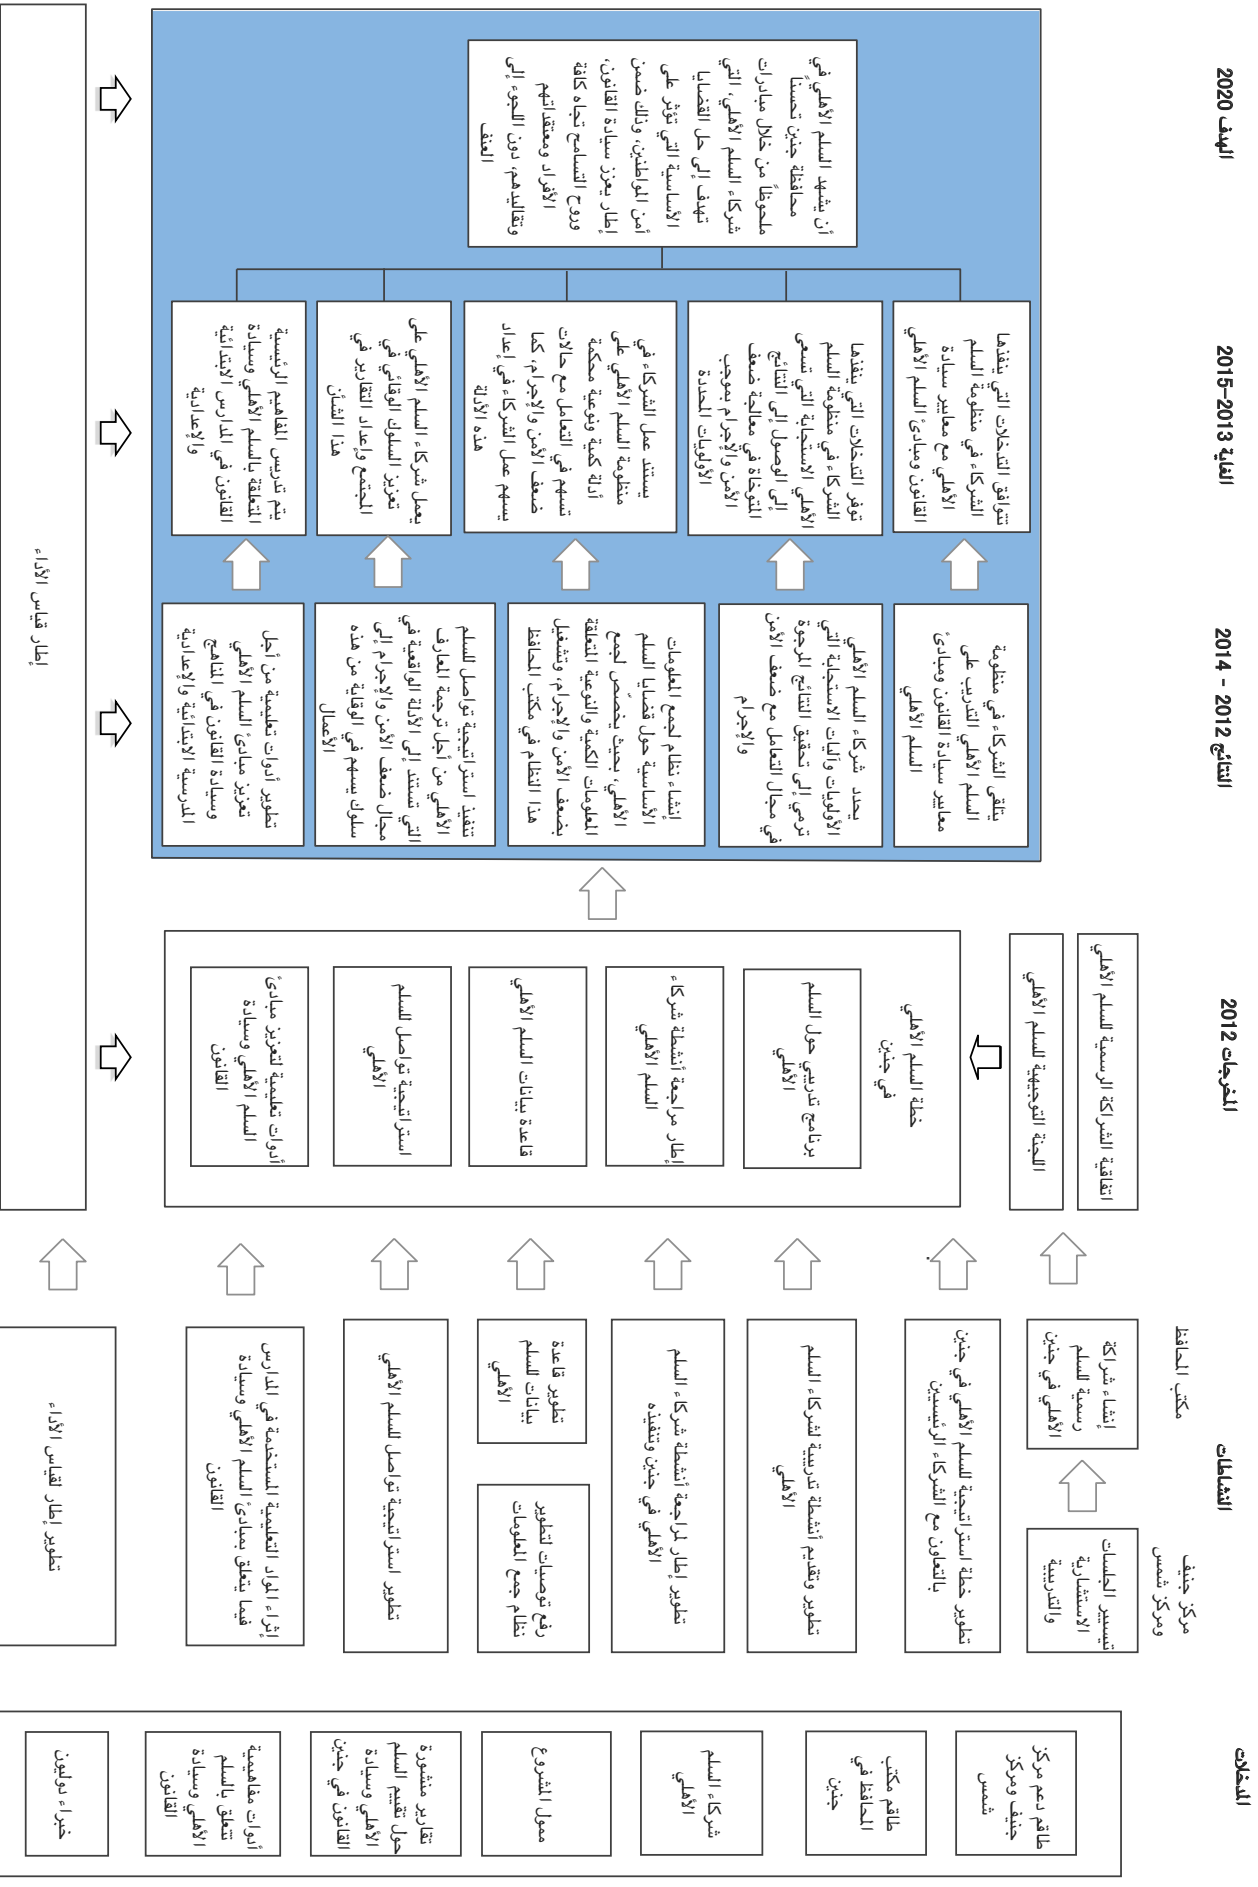 الهدف 2020
أن يشهد السلم الأهلي في
محافظة جنين تحسناً
ملحوظاً من خلال مبادرات
شركاء السلم الأهلي، التي
تهدف إلى حل القضايا
الأساسية التي تؤثر على
أمن المواطنين، وذلك ضمن
إطار يعزز سيادة القانون،
وروح التسامح تجاه كافة
الأفراد ومعتقداتهم
وتقاليدهم، دون اللجوء إلى
العنف
الغاية 2013–2015
تتوافق التدخلات التي ينفذها
الشركاء في منظومة السلم
الأهلي مع معايير سيادة
القانون ومبادئ السلم الأهلي
توفر التدخلات التي ينفذها
الشركاء في منظومة السلم
الأهلي الاستجابة التي تسعى
إلى الوصول إلى النتائج
المتوخاة في معالجة ضعف
الأمن والإجرام بموجب
الأولويات المحددة
يستند عمل الشركاء في
منظومة السلم الأهلي على
أدلة كمية ونوعية محكمة
تسهم في التعامل مع حالات
ضعف الأمن والإجرام، كما
يسهم عمل الشركاء في إعداد
هذه الأدلة
يعمل شركاء السلم الأهلي على
تعزيز السلوك الوقائي في
المجتمع وإعداد التقارير في
هذا الشأن
يتم تدريس المفاهيم الرئيسية
المتعلقة بالسلم الأهلي وسيادة
القانون في المدارس الابتدائية
والإعدادية
النتائج 2012 - 2014
يتلقى الشركاء في منظومة
السلم الأهلي التدريب على
معايير سيادة القانون ومبادئ
السلم الأهلي
يحدد شركاء السلم الأهلي
الأولويات وآليات الاستجابة التي
ترمي إلى تحقيق النتائج المرجوة
في مجال التعامل مع ضعف الأمن
والإجرام
إنشاء نظام لجمع المعلومات
الأساسية حول قضايا السلم
الأهلي، بحيث يخصّص لجمع
المعلومات الكمية والنوعية المتعلقة
بضعف الأمن والإجرام، وتشغيل
هذا النظام في مكتب المحافظ
تنفيذ استراتيجية تواصل للسلم
الأهلي من أجل ترجمة المعارف
التي تستند إلى الأدلة الواقعية في
مجال ضعف الأمن والإجرام إلى
سلوك يسهم في الوقاية من هذه
الأعمال
تطوير أدوات تعليمية من أجل
تعزيز مبادئ السلم الأهلي
وسيادة القانون في المناهج
المدرسية الابتدائية والإعدادية
المخرجات 2012
اتفاقية الشراكة الرسمية للسلم الأهلي
اللجنة التوجيهية للسلم الأهلي
خطة السلم الأهلي
في جنين
برنامج تدريبي حول السلم
الأهلي
إطار مراجعة أنشطة شركاء
السلم الأهلي
قاعدة بيانات السلم الأهلي
استراتيجية تواصل للسلم
الأهلي
أدوات تعليمية لتعزيز مبادئ
السلم الأهلي وسيادة
القانون
إطار قياس الأداء
النشاطات
مكتب المحافظ
إنشاء شراكة
رسمية للسلم
الأهلي في جنين
مركز جنيف
ومركز شمس
تيسيير الجلسات
الاستشارية
والتدريبية
تطوير خطة استراتيجية للسلم الأهلي في جنين
بالتعاون مع الشركاء الرئيسيين
تطوير وتقديم أنشطة تدريبية لشركاء السلم
الأهلي
تطوير إطار لمراجعة أنشطة شركاء السلم
الأهلي في جنين وتنفيذه
تطوير قاعدة
بيانات للسلم
الأهلي
رفع توصيات لتطوير
نظام جمع المعلومات
تطوير استراتيجية تواصل للسلم الأهلي
إثراء المواد التعليمية المستخدمة في المدارس
فيما يتعلق بمبادئ السلم الأهلي وسيادة
القانون
تطوير إطار لقياس الأداء
المدخلات
طاقم دعم مركز
جنيف ومركز
شمس
طاقم مكتب
المحافظ في
جنين
شركاء السلم
الأهلي
ممول المشروع
تقارير منشورة
حول تقييم السلم
الأهلي وسيادة
القانون في جنين
أدوات مفاهيمية
تتعلق بالسلم
الأهلي وسيادة
القانون
خبراء دوليون